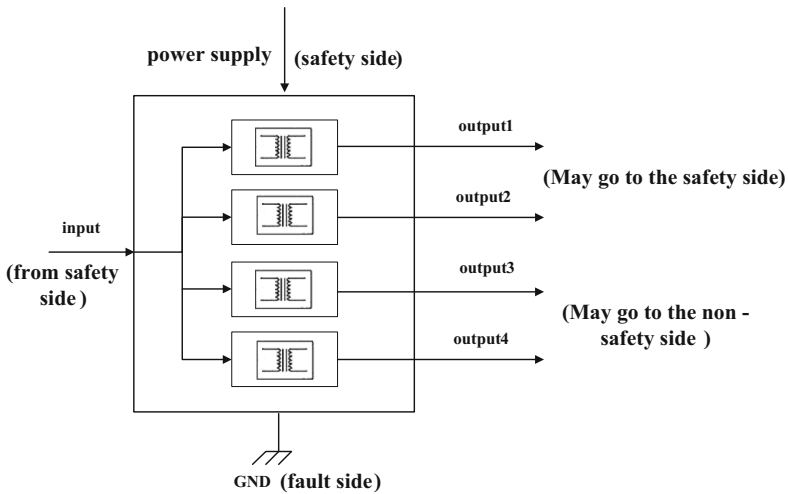 power supply (safety side)
output1
(May go to the safety side)
output2
input
(from safety
side )
output3
(May go to the non -
safety side )
output4
GND (fault side)